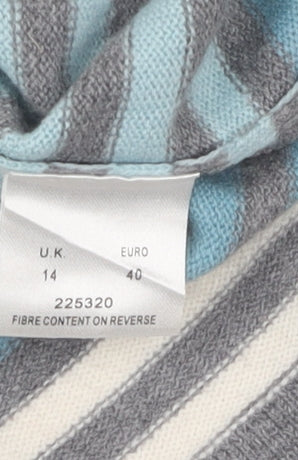 U.K. EURO
14 40
225320
FIBRE CONTENT ON REVERSE